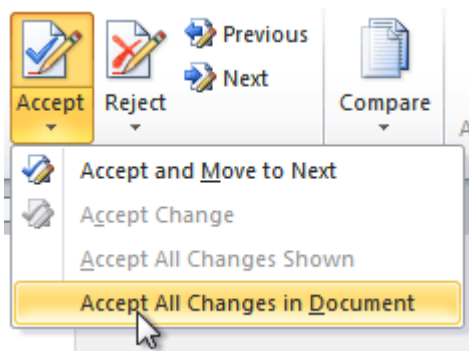 Previous
Next
Accept
Reject
Compare
Accept and Move to Next
Accept Change
Accept All Changes Shown
Accept All Changes in Document